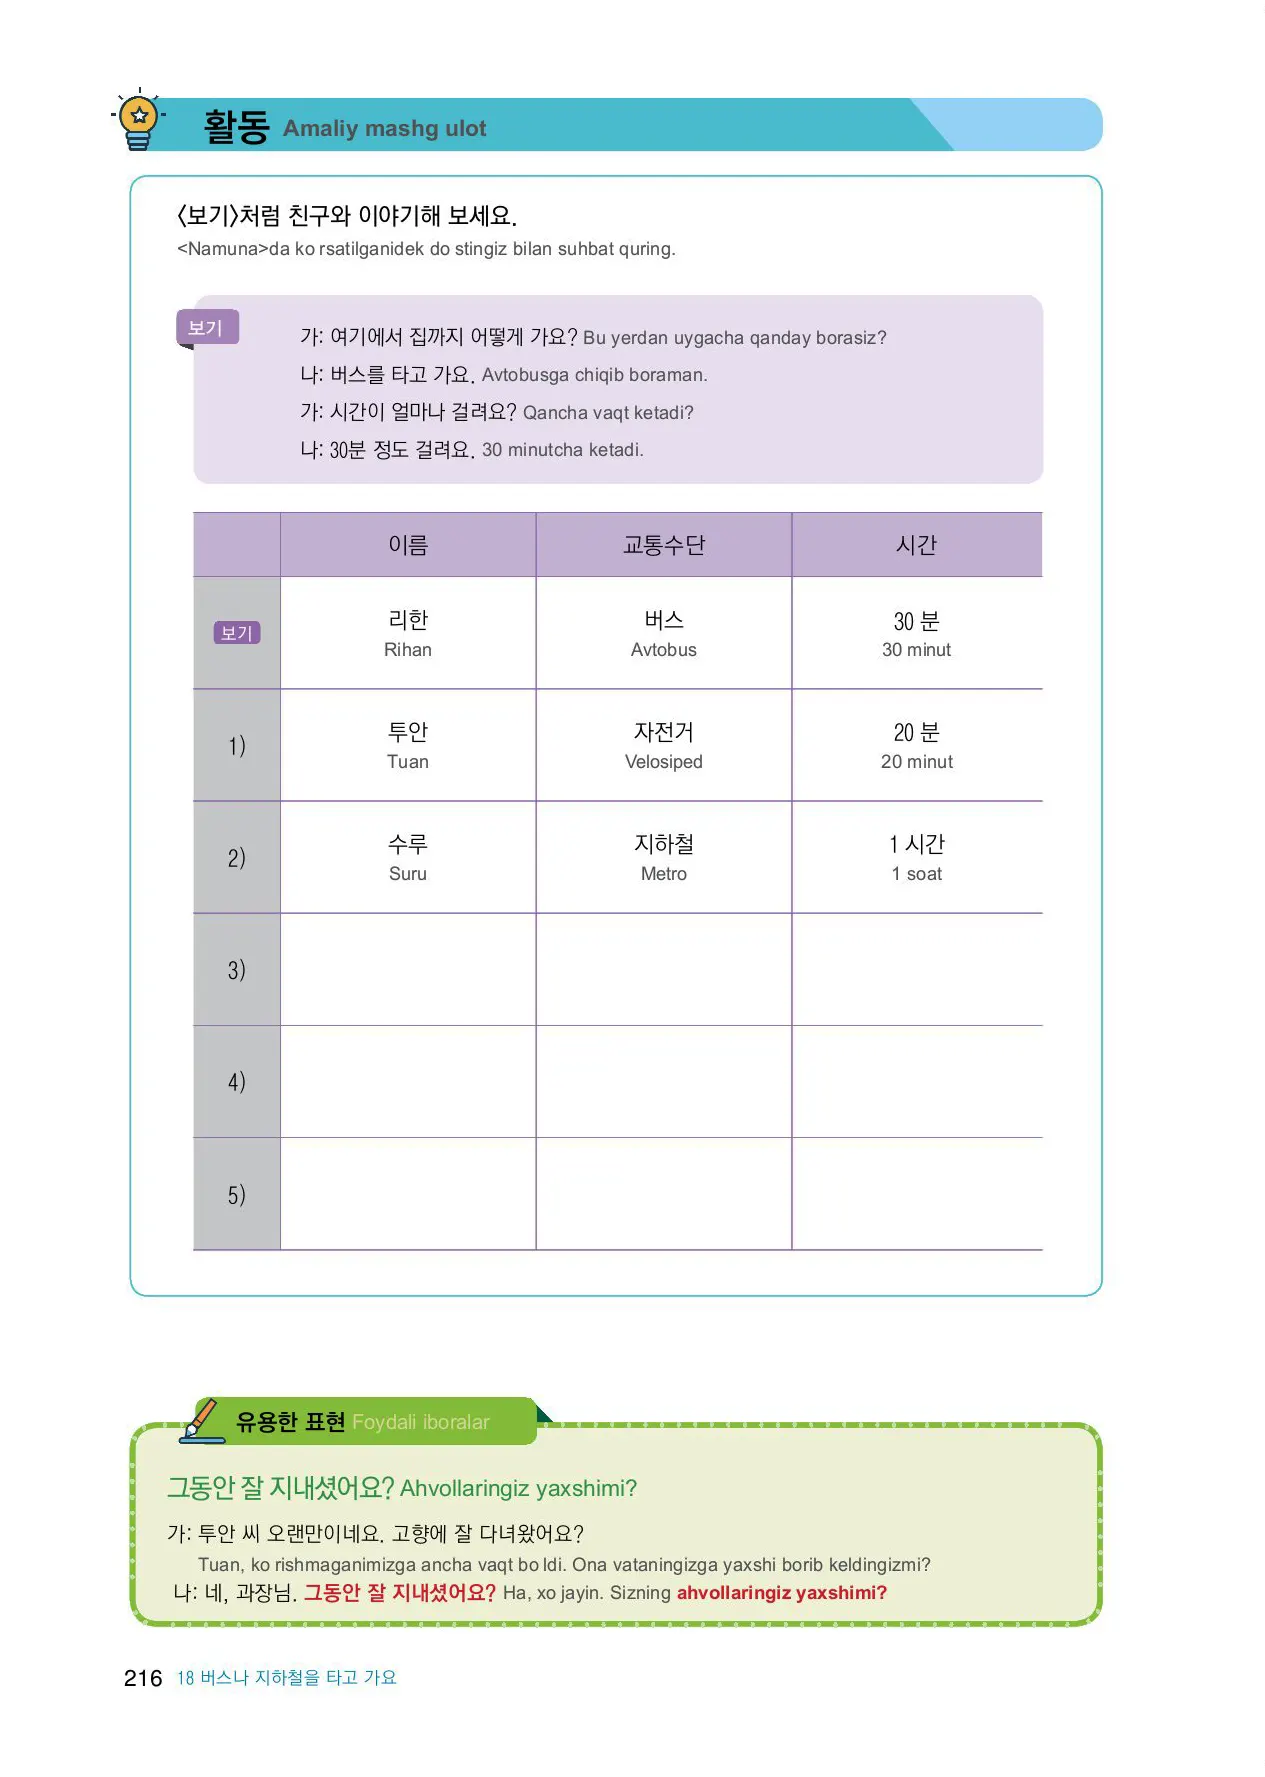 활동 Amaliy mashg ulot
<보기>처럼 친구와 이야기해 보세요.
<Namuna>da ko rsatilganidek do stingiz bilan suhbat quring.
보기
가: 여기에서 집까지 어떻게 가요? Bu yerdan uygacha qanday borasiz?
나: 버스를 타고 가요. Avtobusga chiqib boraman.
가: 시간이 얼마나 걸려요? Qancha vaqt ketadi?
나: 30분 정도 걸려요. 30 minutcha ketadi.
이름 교통수단 시간
보기 리한 버스 30 분
Rihan Avtobus 30 minut
1) 투안 자전거 20 분
Tuan Velosiped 20 minut
2) 수루 지하철 1 시간
Suru Metro 1 soat
3)
4)
5)
유용한 표현 Foydali iboralar
그동안 잘 지내셨어요? Ahvollaringiz yaxshimi?
가: 투안 씨 오랜만이네요. 고향에 잘 다녀왔어요?
Tuan, ko rishmaganimizga ancha vaqt bo ldi. Ona vataningizga yaxshi borib keldingizmi?
나: 네, 과장님. 그동안 잘 지내셨어요? Ha, xo jayin. Sizning ahvollaringiz yaxshimi?
216 18 버스나 지하철을 타고 가요